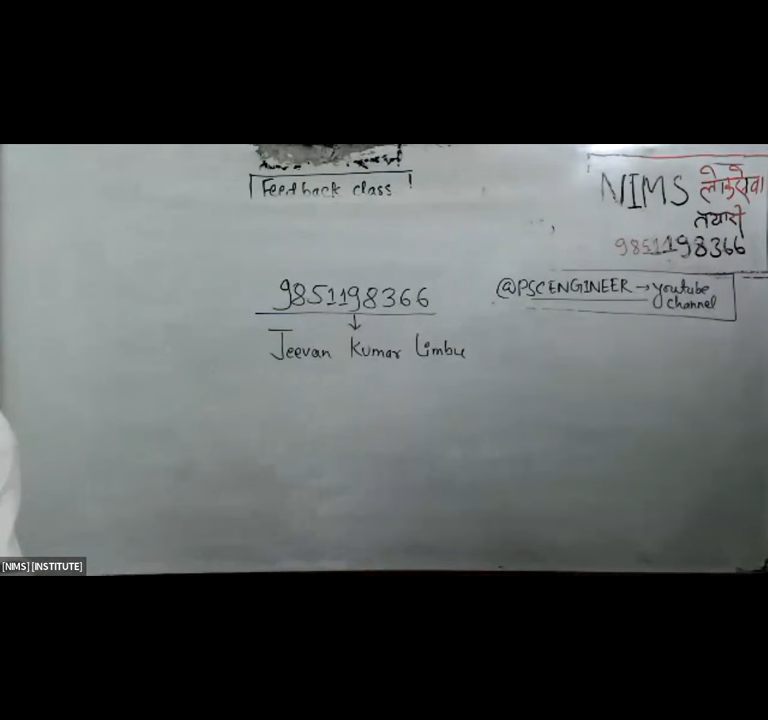 Feedback class !
NIMS लोकसेवा
तयारी
9851198366
9851198366
@PSCENGINEER → youtube
channel
↓
Jeevan Kumar Limbu
[NIMS] [INSTITUTE]